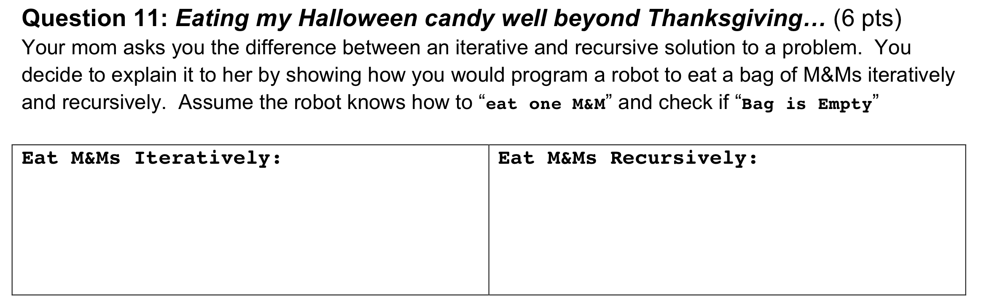 Question 11: Eating my Halloween candy well beyond Thanksgiving… (6 pts)
Your mom asks you the difference between an iterative and recursive solution to a problem.  You
decide to explain it to her by showing how you would program a robot to eat a bag of M&Ms iteratively
and recursively.  Assume the robot knows how to “eat one M&M” and check if “Bag is Empty”
Eat M&Ms Iteratively:
Eat M&Ms Recursively: